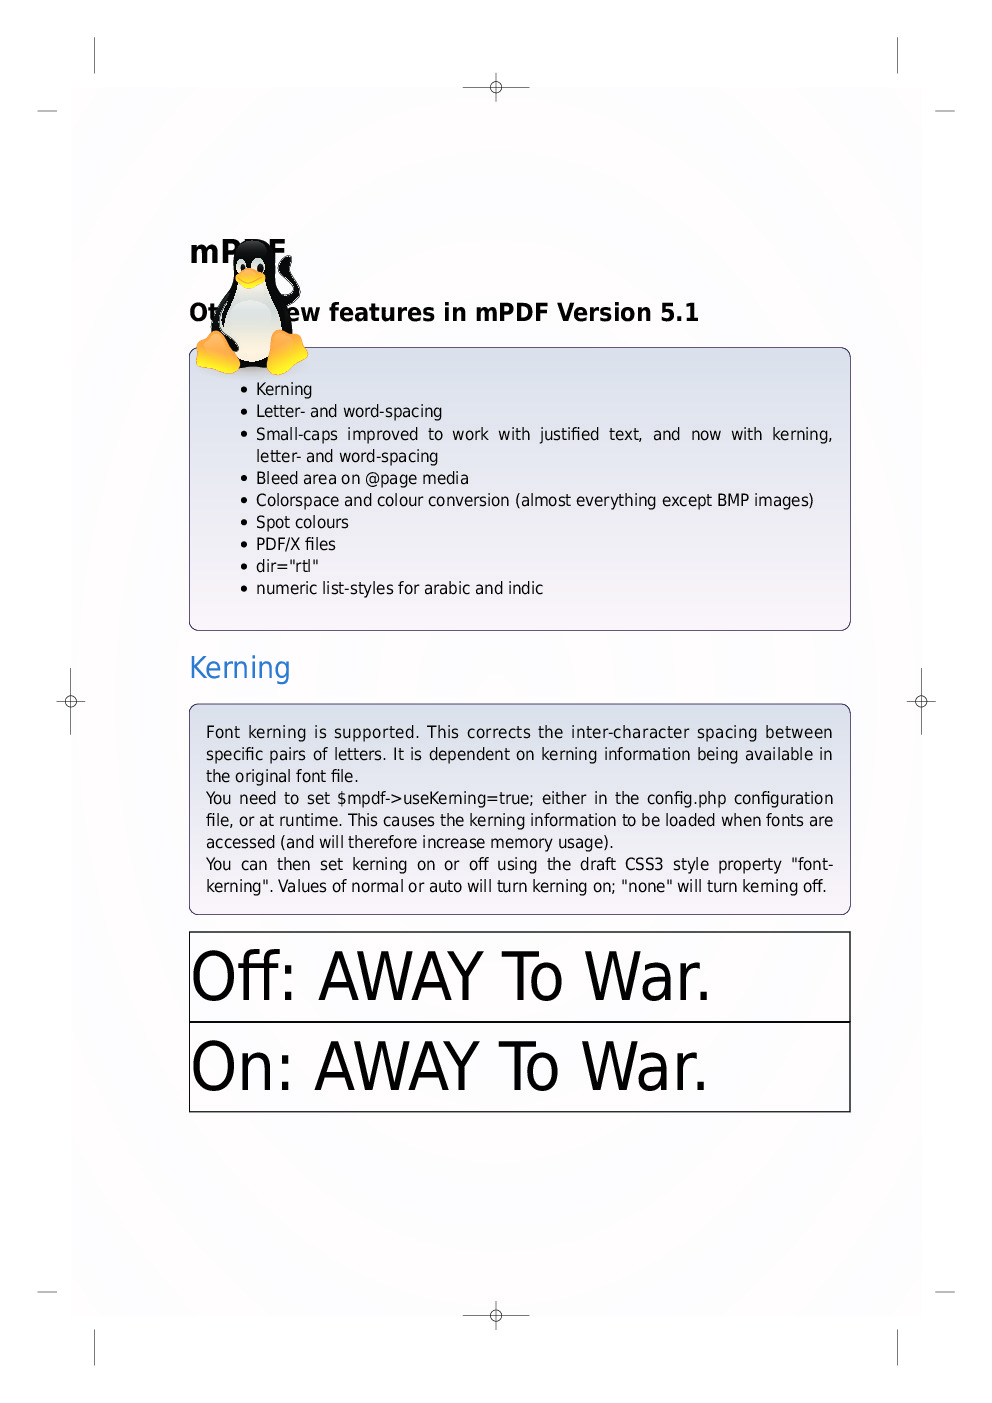 mPDF
new features in mPDF Version 5.1
• Kerning
• Letter- and word-spacing
• Small-caps improved to work with justified text, and now with kerning,
letter- and word-spacing
• Bleed area on @page media
• Colorspace and colour conversion (almost everything except BMP images)
• Spot colours
• PDF/X files
• dir="rtl"
• numeric list-styles for arabic and indic
Kerning
Font kerning is supported. This corrects the inter-character spacing between
specific pairs of letters. It is dependent on kerning information being available in
the original font file.
You need to set $mpdf->useKerning=true; either in the config.php configuration
file, or at runtime. This causes the kerning information to be loaded when fonts are
accessed (and will therefore increase memory usage).
You can then set kerning on or off using the draft CSS3 style property "font-
kerning". Values of normal or auto will turn kerning on; "none" will turn kerning off.
Off: AWAY To War.
On: AWAY To War.